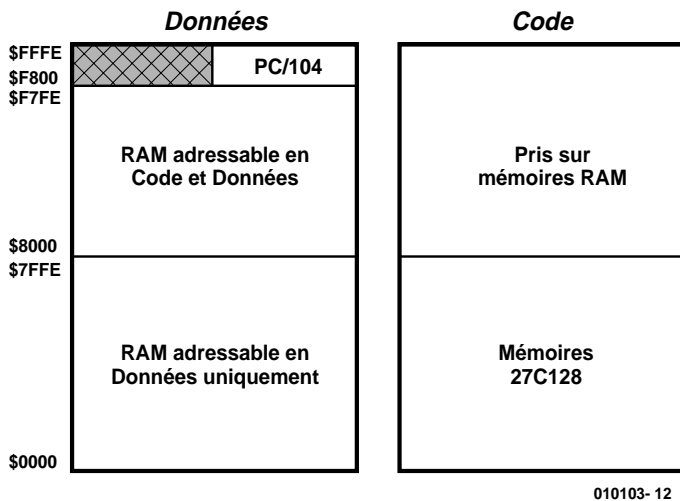 Données
Code
$FFFE
$F800
$F7FE
PC/104
RAM adressable en
Code et Données
Pris sur
mémoires RAM
$8000
$7FFE
RAM adressable en
Données uniquement
Mémoires
27C128
$0000
010103- 12